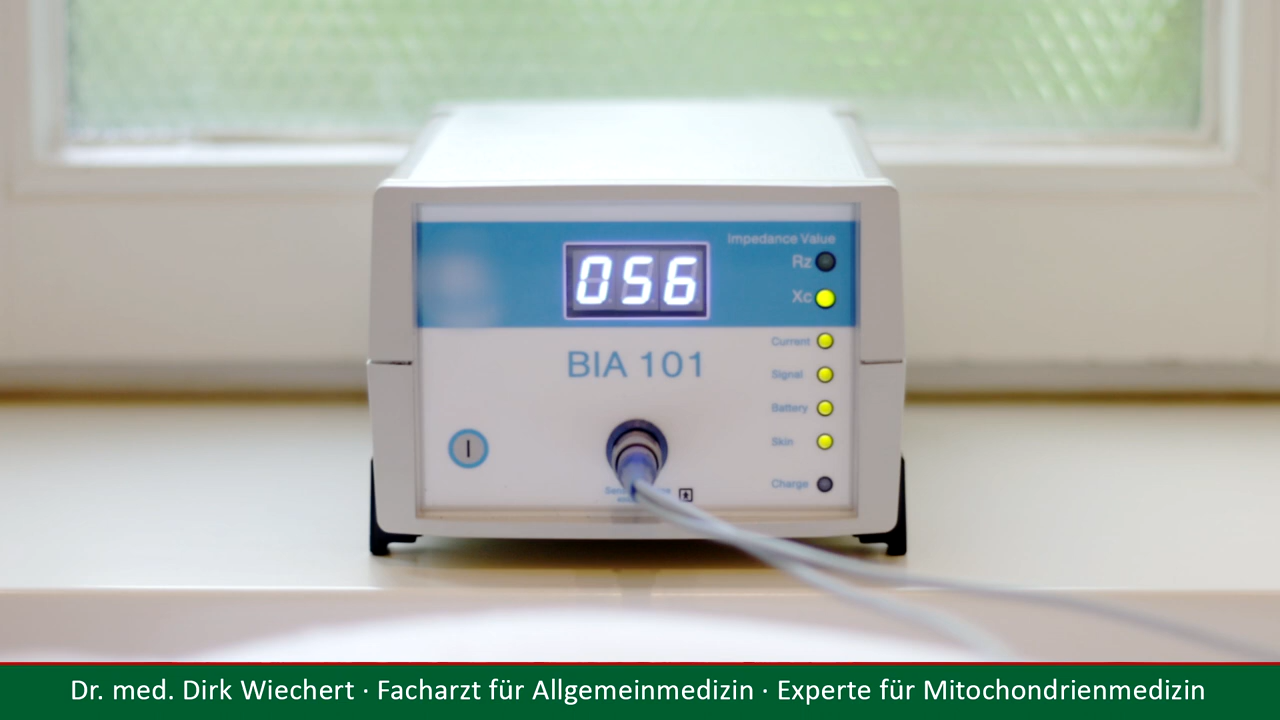 056
Impedance Value
Rz
Xc
Current
Signal
Battery
Skin
Charge
BIA 101
Dr. med. Dirk Wiechert · Facharzt für Allgemeinmedizin · Experte für Mitochondrienmedizin